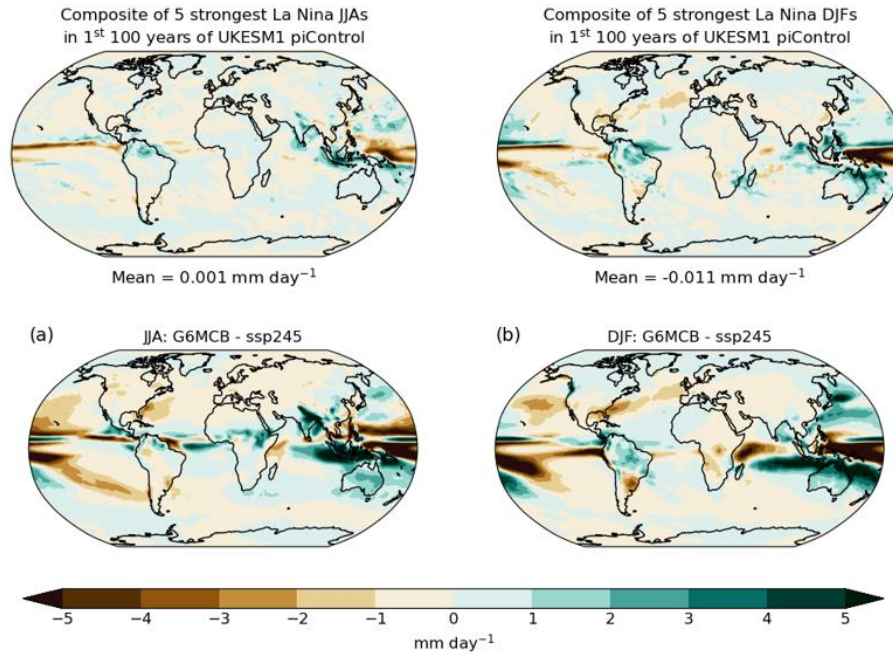 Composite of 5 strongest La Nina JJAs
in 1st 100 years of UKESM1 piControl
Composite of 5 strongest La Nina DJFs
in 1st 100 years of UKESM1 piControl
Mean = 0.001 mm day⁻¹
Mean = -0.011 mm day⁻¹
(a)
JJA: G6MCB - ssp245
(b)
DJF: G6MCB - ssp245
−5 −4 −3 −2 −1 0 1 2 3 4 5
mm day⁻¹